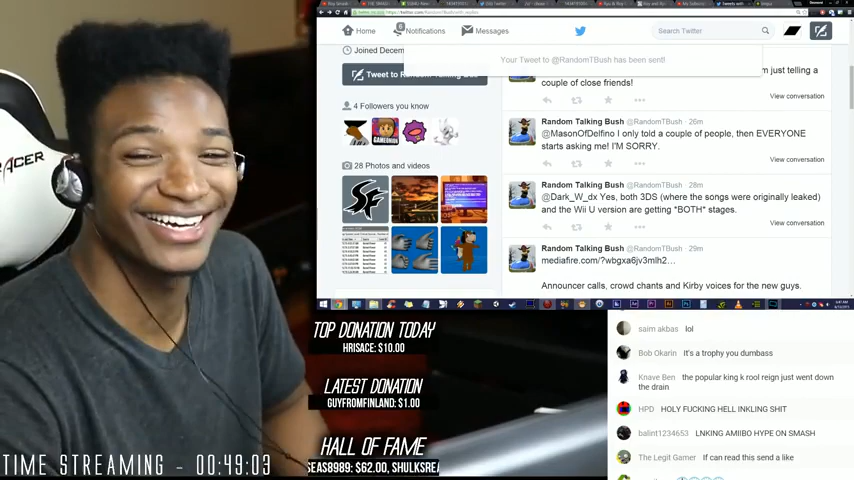 Home
Notifications
Messages
Search Twitter
Your Tweet to @RandomTBush has been sent!
Joined Decem
Tweet to Random Talking Bus
4 Followers you know
28 Photos and videos
m just telling a
couple of close friends!
View conversation
Random Talking Bush @RandomTBush · 26m
@MasonOfDelfino I only told a couple of people, then EVERYONE
starts asking me! I'M SORRY.
View conversation
Random Talking Bush @RandomTBush · 28m
@Dark_W_dx Yes, both 3DS (where the songs were originally leaked)
and the Wii U version are getting *BOTH* stages.
View conversation
Random Talking Bush @RandomTBush · 29m
mediafire.com/?wbgxa6jv3mlh2...
Announcer calls, crowd chants and Kirby voices for the new guys.
RACER
TOP DONATION TODAY
HRISACE: $10.00
LATEST DONATION
GUYFROMFINLAND: $1.00
HALL OF FAME
SEAS8989: $62.00, SHULKSREA
TIME STREAMING - 00:49:03
saim akbas lol
Bob Okarin It's a trophy you dumbass
Knave Ben the popular king k rool reign just went down
the drain
HPD HOLY FUCKING HELL INKLING SHIT
balint1234653 LNKING AMIIBO HYPE ON SMASH
The Legit Gamer If can read this send a like